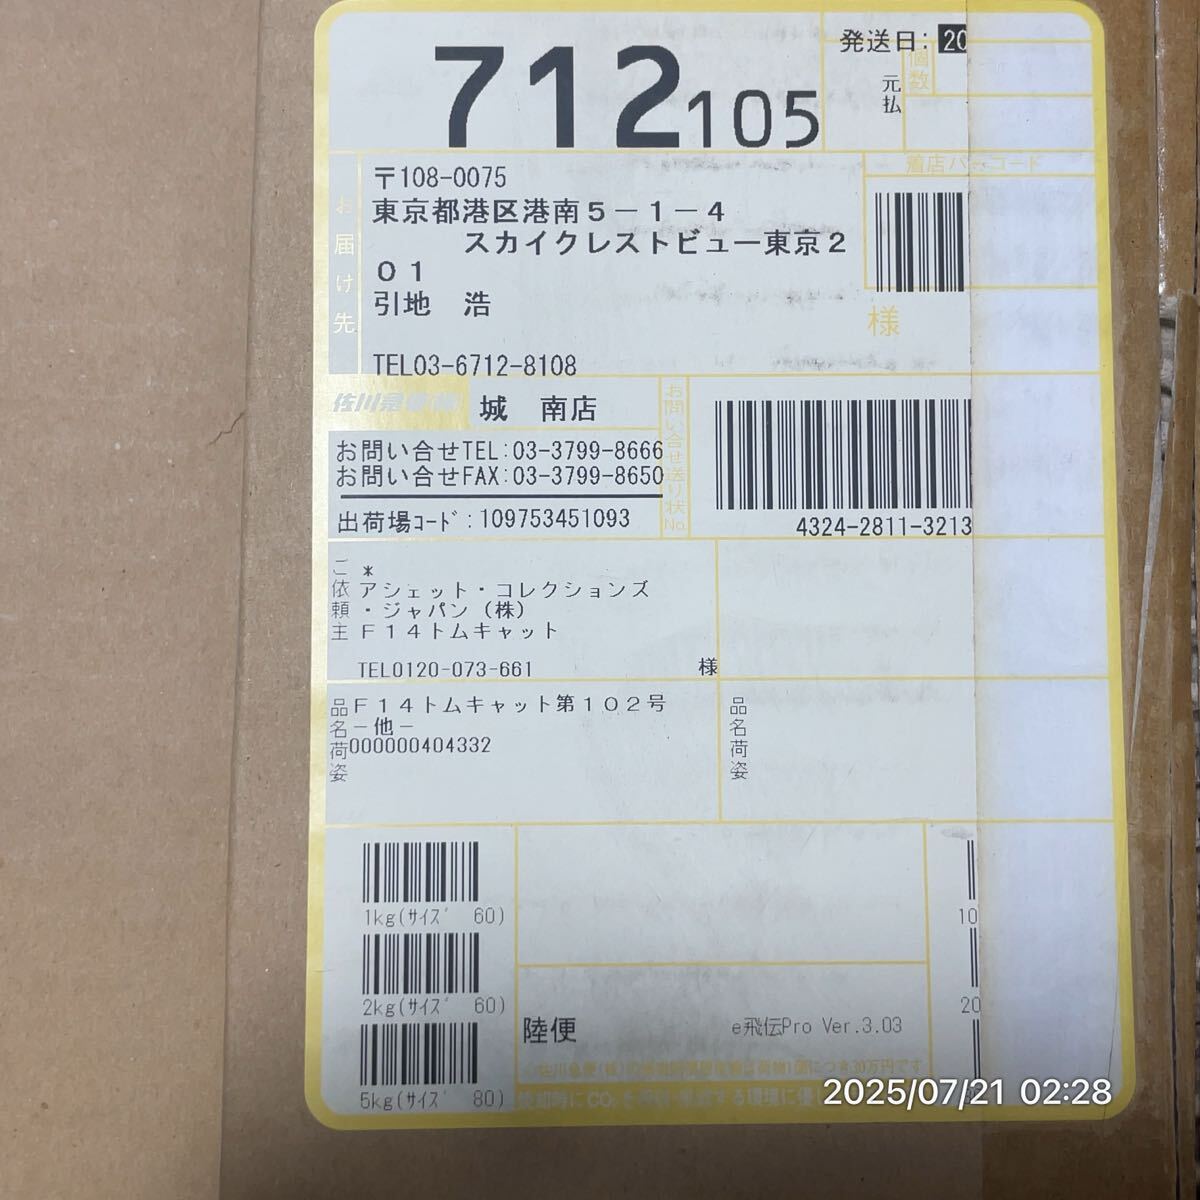 712105
発送日: 20
個数
元払
着店バーコード
お届け先
〒108-0075
東京都港区港南5-1-4
スカイクレストビュー東京2
01
引地 浩
様
TEL03-6712-8108
佐川急便
城 南店
お問い合せTEL:03-3799-8666
お問い合せFAX:03-3799-8650
出荷場コード:109753451093
お問い合せ送り状No.
4324-2811-3213
ご依頼主
*
アシェット・コレクションズ
・ジャパン(株)
F14トムキャット
TEL0120-073-661 様
品名荷姿
F14トムキャット第102号
-他-
000000404332
品名荷姿
1kg(サイズ 60)
2kg(サイズ 60)
5kg(サイズ 80)
10
20
陸便
e飛伝Pro Ver.3.03
2025/07/21 02:28